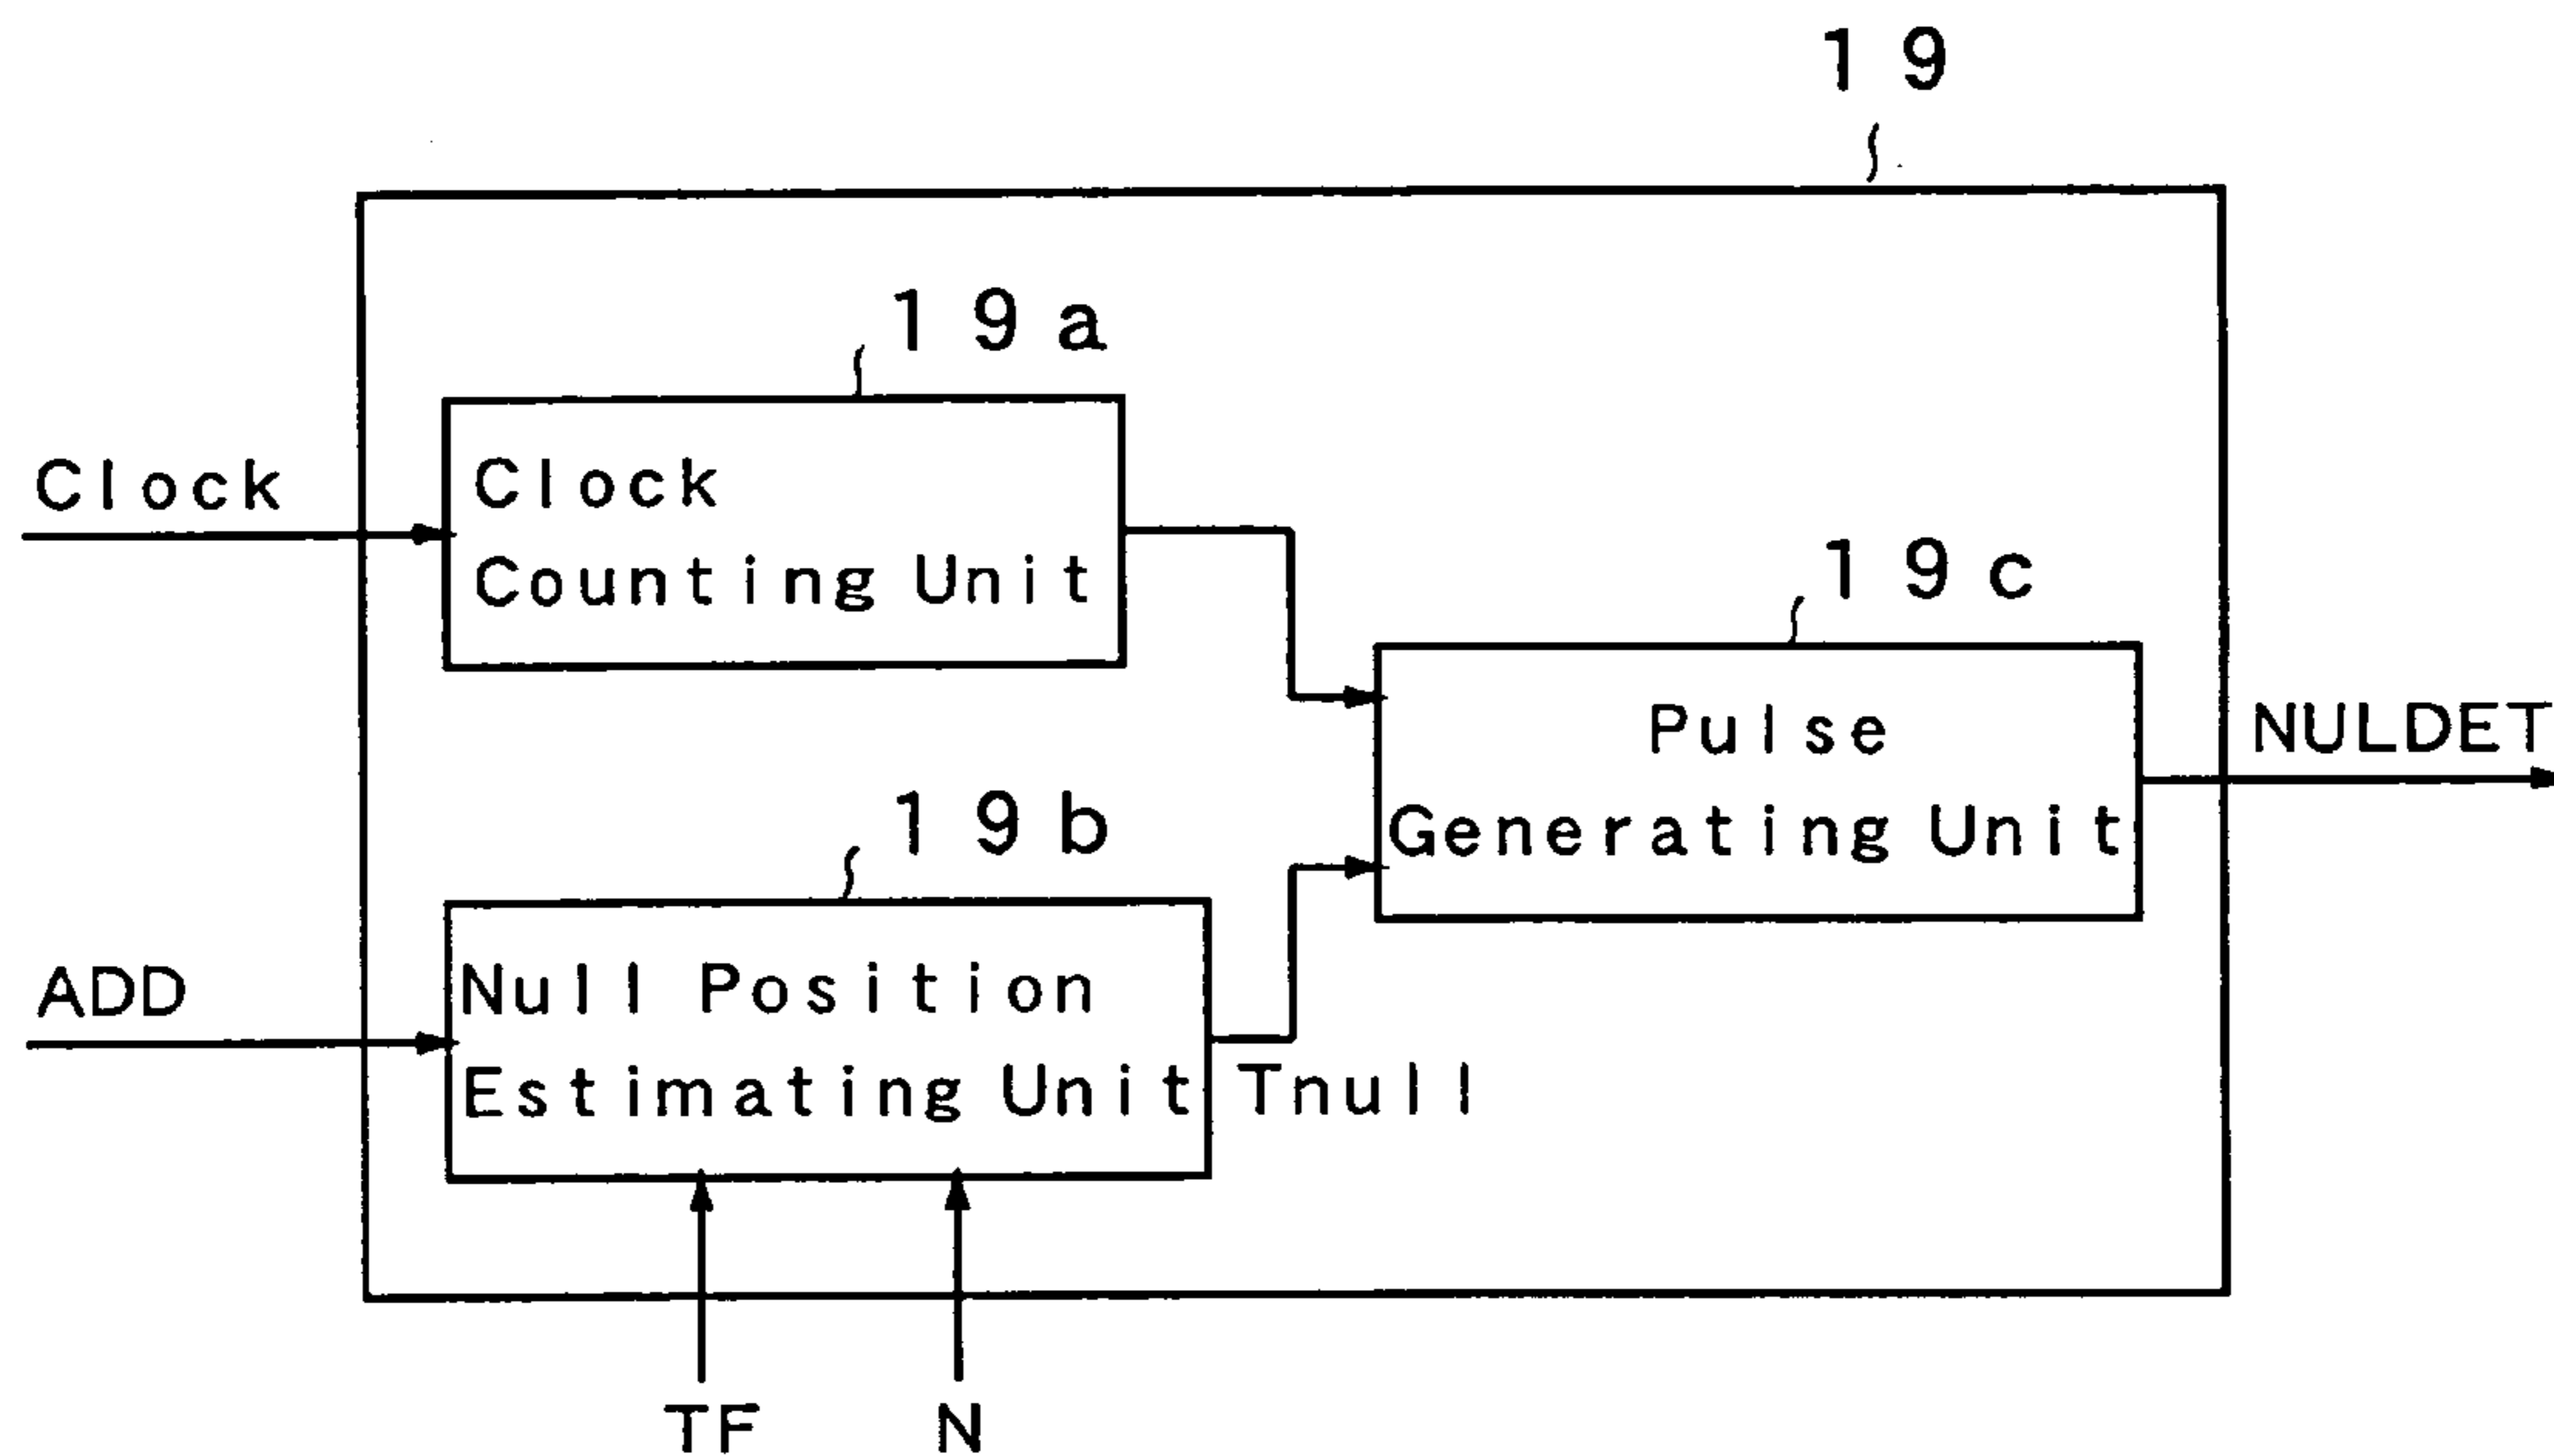 19
19a
Clock
Clock
Counting Unit
19c
Pulse
Generating Unit
NULDET
19b
ADD
Null Position
Estimating Unit
Tnull
TF
N